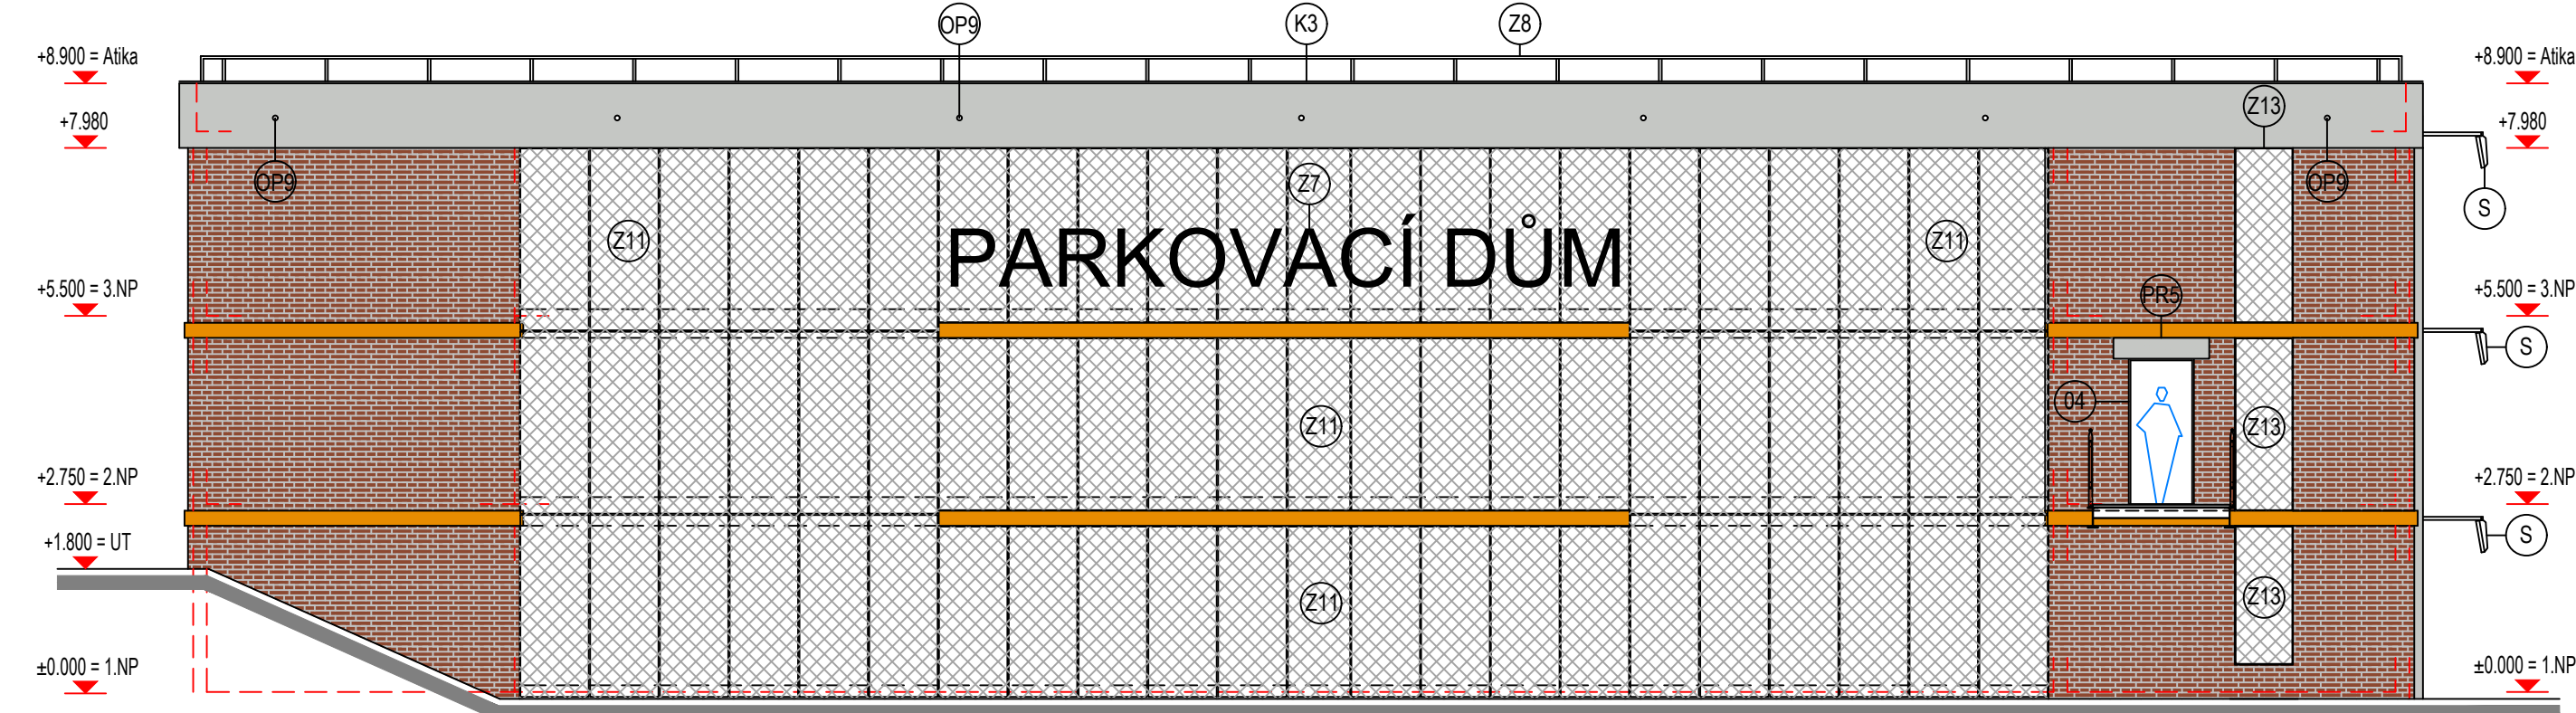 OP9 K3 Z8
+8.900 = Atika +8.900 = Atika
Z13
+7.980 +7.980
OP9 Z7 OP9
S
Z11 PARKOVACÍ DŮM Z11
+5.500 = 3.NP PR5 +5.500 = 3.NP
S
04
Z11 Z13
+2.750 = 2.NP +2.750 = 2.NP
+1.800 = UT S
Z11 Z13
±0.000 = 1.NP ±0.000 = 1.NP